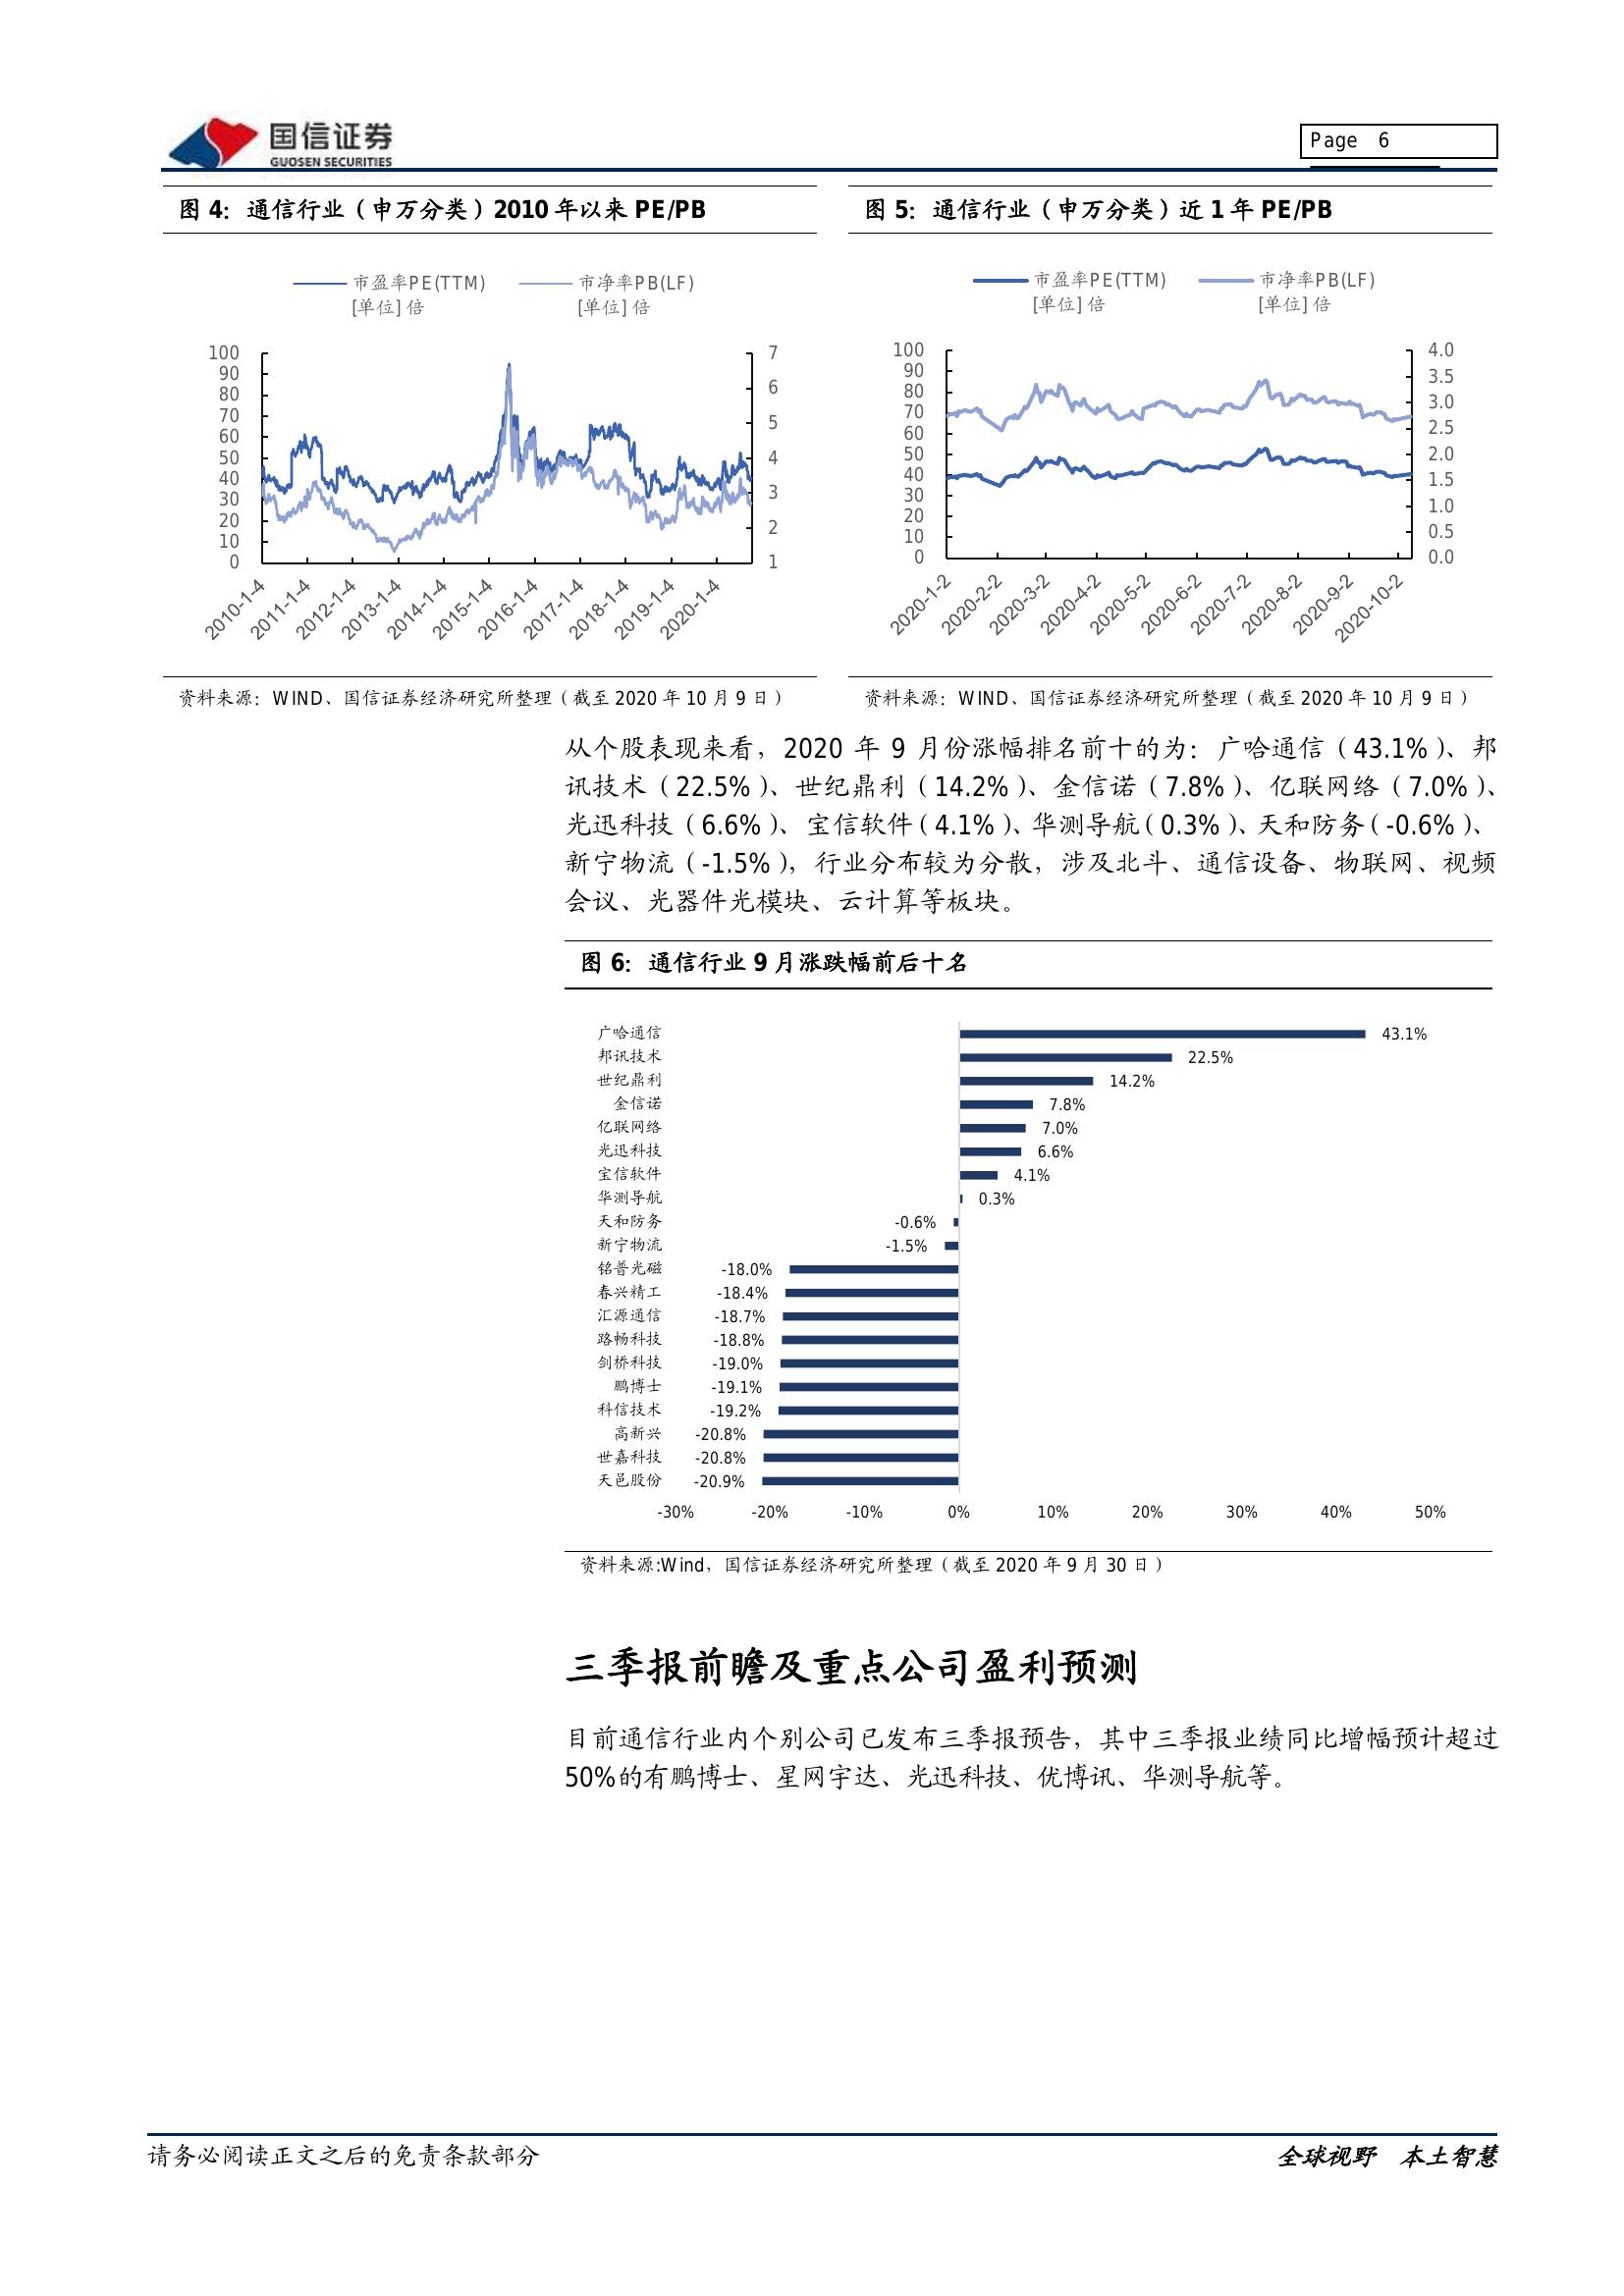 国信证券
GUOSEN SECURITIES
Page 6
图 4：通信行业（申万分类）2010 年以来 PE/PB
市盈率PE(TTM) 市净率PB(LF)
[单位] 倍 [单位] 倍
100
90
80
70
60
50
40
30
20
10
0
7
6
5
4
3
2
1
2010-1-4
2011-1-4
2012-1-4
2013-1-4
2014-1-4
2015-1-4
2016-1-4
2017-1-4
2018-1-4
2019-1-4
2020-1-4
资料来源：WIND、国信证券经济研究所整理（截至 2020 年 10 月 9 日）
图 5：通信行业（申万分类）近 1 年 PE/PB
市盈率PE(TTM) 市净率PB(LF)
[单位] 倍 [单位] 倍
100
90
80
70
60
50
40
30
20
10
0
4.0
3.5
3.0
2.5
2.0
1.5
1.0
0.5
0.0
2020-1-2
2020-2-2
2020-3-2
2020-4-2
2020-5-2
2020-6-2
2020-7-2
2020-8-2
2020-9-2
2020-10-2
资料来源：WIND、国信证券经济研究所整理（截至 2020 年 10 月 9 日）
从个股表现来看，2020 年 9 月份涨幅排名前十的为：广哈通信（43.1%）、邦
讯技术（22.5%）、世纪鼎利（14.2%）、金信诺（7.8%）、亿联网络（7.0%）、
光迅科技（6.6%）、宝信软件（4.1%）、华测导航（0.3%）、天和防务（-0.6%）、
新宁物流（-1.5%），行业分布较为分散，涉及北斗、通信设备、物联网、视频
会议、光器件光模块、云计算等板块。
图 6：通信行业 9 月涨跌幅前后十名
广哈通信 43.1%
邦讯技术 22.5%
世纪鼎利 14.2%
金信诺 7.8%
亿联网络 7.0%
光迅科技 6.6%
宝信软件 4.1%
华测导航 0.3%
天和防务 -0.6%
新宁物流 -1.5%
铭普光磁 -18.0%
春兴精工 -18.4%
汇源通信 -18.7%
路畅科技 -18.8%
剑桥科技 -19.0%
鹏博士 -19.1%
科信技术 -19.2%
高新兴 -20.8%
世嘉科技 -20.8%
天邑股份 -20.9%
-30% -20% -10% 0% 10% 20% 30% 40% 50%
资料来源:Wind，国信证券经济研究所整理（截至 2020 年 9 月 30 日）
三季报前瞻及重点公司盈利预测
目前通信行业内个别公司已发布三季报预告，其中三季报业绩同比增幅预计超过
50%的有鹏博士、星网宇达、光迅科技、优博讯、华测导航等。
请务必阅读正文之后的免责条款部分
全球视野 本土智慧